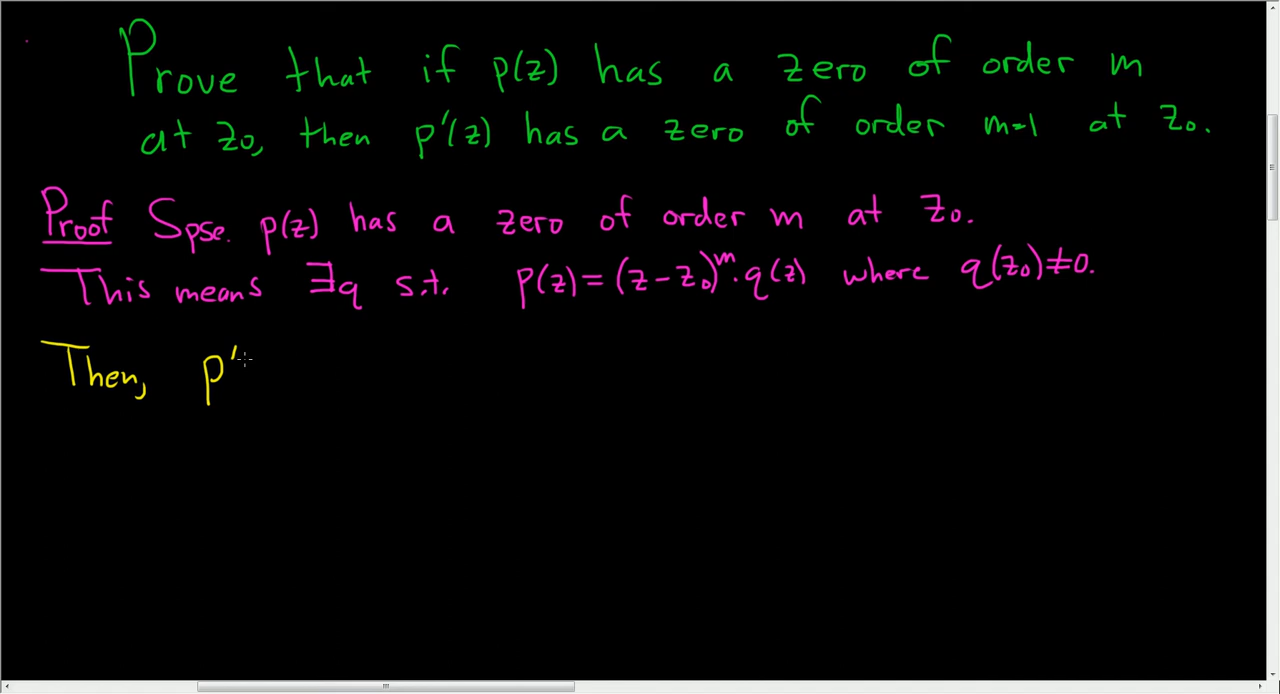 Prove that if p(z) has a zero of order m
at z₀, then p'(z) has a zero of order m-1 at z₀.
Proof Spse. p(z) has a zero of order m at z₀.
This means ∃q s.t. p(z)=(z-z₀)ᵐ·q(z) where q(z₀)≠0.
Then, p'